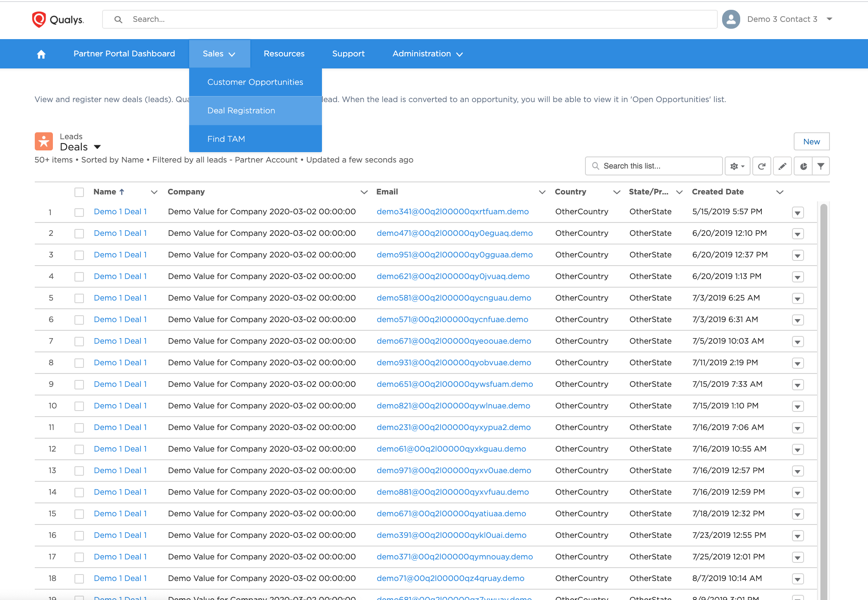 Qualys.
Search...
Demo 3 Contact 3
Partner Portal Dashboard Sales Resources Support Administration
Customer Opportunities
Deal Registration
Find TAM
View and register new deals (leads). Qua lead. When the lead is converted to an opportunity, you will be able to view it in 'Open Opportunities' list.
Leads
Deals
New
50+ items • Sorted by Name • Filtered by all leads - Partner Account • Updated a few seconds ago
Search this list...
Name ↑ Company Email Country State/Pr... Created Date
1 Demo 1 Deal 1 Demo Value for Company 2020-03-02 00:00:00 demo341@00q2l00000qxrtfuam.demo OtherCountry OtherState 5/15/2019 5:57 PM
2 Demo 1 Deal 1 Demo Value for Company 2020-03-02 00:00:00 demo471@00q2l00000qy0eguaq.demo OtherCountry OtherState 6/20/2019 12:10 PM
3 Demo 1 Deal 1 Demo Value for Company 2020-03-02 00:00:00 demo951@00q2l00000qy0gguaa.demo OtherCountry OtherState 6/20/2019 12:37 PM
4 Demo 1 Deal 1 Demo Value for Company 2020-03-02 00:00:00 demo621@00q2l00000qy0jvuaq.demo OtherCountry OtherState 6/20/2019 1:13 PM
5 Demo 1 Deal 1 Demo Value for Company 2020-03-02 00:00:00 demo581@00q2l00000qycnguau.demo OtherCountry OtherState 7/3/2019 6:25 AM
6 Demo 1 Deal 1 Demo Value for Company 2020-03-02 00:00:00 demo571@00q2l00000qycnfuae.demo OtherCountry OtherState 7/3/2019 6:31 AM
7 Demo 1 Deal 1 Demo Value for Company 2020-03-02 00:00:00 demo671@00q2l00000qyeoouae.demo OtherCountry OtherState 7/5/2019 10:03 AM
8 Demo 1 Deal 1 Demo Value for Company 2020-03-02 00:00:00 demo931@00q2l00000qyobvuae.demo OtherCountry OtherState 7/11/2019 2:19 PM
9 Demo 1 Deal 1 Demo Value for Company 2020-03-02 00:00:00 demo651@00q2l00000qywsfuam.demo OtherCountry OtherState 7/15/2019 7:33 AM
10 Demo 1 Deal 1 Demo Value for Company 2020-03-02 00:00:00 demo821@00q2l00000qywlnuae.demo OtherCountry OtherState 7/15/2019 1:10 PM
11 Demo 1 Deal 1 Demo Value for Company 2020-03-02 00:00:00 demo231@00q2l00000qyxypua2.demo OtherCountry OtherState 7/16/2019 7:06 AM
12 Demo 1 Deal 1 Demo Value for Company 2020-03-02 00:00:00 demo61@00q2l00000qyxkguau.demo OtherCountry OtherState 7/16/2019 10:55 AM
13 Demo 1 Deal 1 Demo Value for Company 2020-03-02 00:00:00 demo971@00q2l00000qyxv0uae.demo OtherCountry OtherState 7/16/2019 12:57 PM
14 Demo 1 Deal 1 Demo Value for Company 2020-03-02 00:00:00 demo881@00q2l00000qyxvfuau.demo OtherCountry OtherState 7/16/2019 12:59 PM
15 Demo 1 Deal 1 Demo Value for Company 2020-03-02 00:00:00 demo671@00q2l00000qyatiuaa.demo OtherCountry OtherState 7/18/2019 12:32 PM
16 Demo 1 Deal 1 Demo Value for Company 2020-03-02 00:00:00 demo391@00q2l00000qykl0uai.demo OtherCountry OtherState 7/23/2019 12:55 PM
17 Demo 1 Deal 1 Demo Value for Company 2020-03-02 00:00:00 demo371@00q2l00000qymnouay.demo OtherCountry OtherState 7/25/2019 12:01 PM
18 Demo 1 Deal 1 Demo Value for Company 2020-03-02 00:00:00 demo71@00q2l00000qz4qruay.demo OtherCountry OtherState 8/7/2019 10:14 AM
19 Demo 1 Deal 1 Demo Value for Company 2020-03-02 00:00:00 OtherCountry OtherState 8/9/2019 3:01 PM